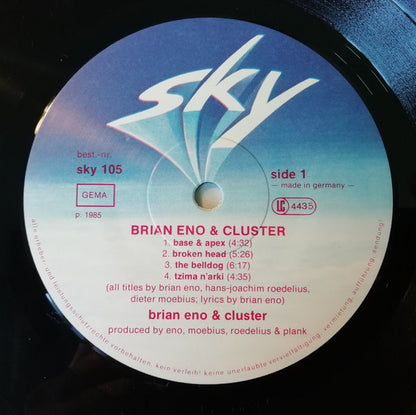 sky
best.-nr.
sky 105
GEMA
p. 1985
side 1
— made in germany —
LC 4435
BRIAN ENO & CLUSTER
1. base & apex (4:32)
2. broken head (5:26)
3. the belldog (6:17)
4. tzima n'arki (4:35)
(all titles by brian eno, hans-joachim roedelius,
dieter moebius; lyrics by brian eno)
brian eno & cluster
produced by eno, moebius, roedelius & plank
alle urheber- und leistungsschutzrechte vorbehalten. kein verleih! keine unerlaubte vervielfältigung, vermietung, aufführung, sendung!